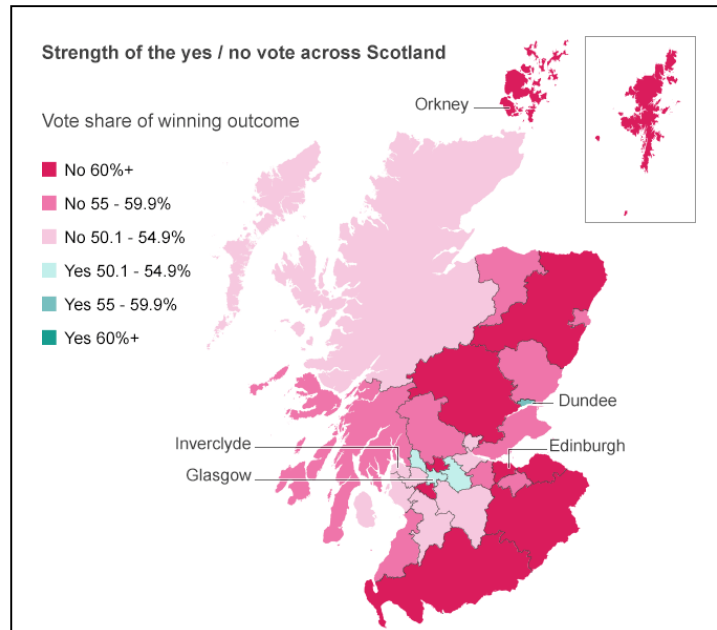 Strength of the yes / no vote across Scotland
Orkney
Vote share of winning outcome
No 60%+
No 55 - 59.9%
No 50.1 - 54.9%
Yes 50.1 - 54.9%
Yes 55 - 59.9%
Yes 60%+
Dundee
Inverclyde
Edinburgh
Glasgow